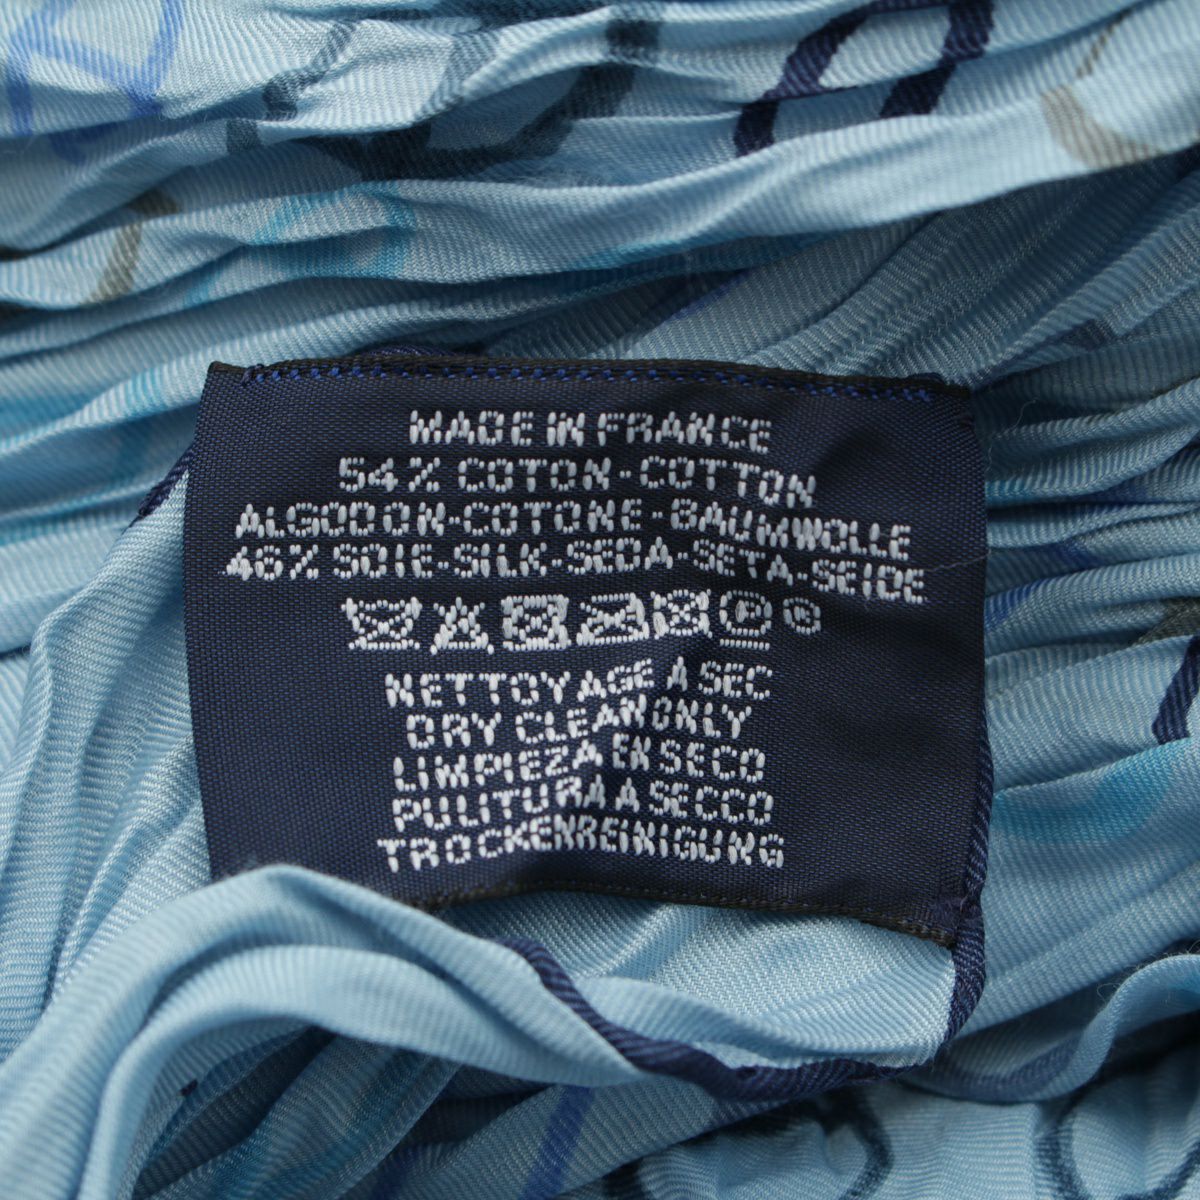 MADE IN FRANCE
54% COTON-COTTON
ALGODON-COTONE-BAUMWOLLE
46% SOIE-SILK-SEDA-SETA-SEIDE
P ®
NETTOYAGE A SEC
DRY CLEAN ONLY
LIMPIEZA EN SECO
PULITURA A SECCO
TROCKENREINIGUNG